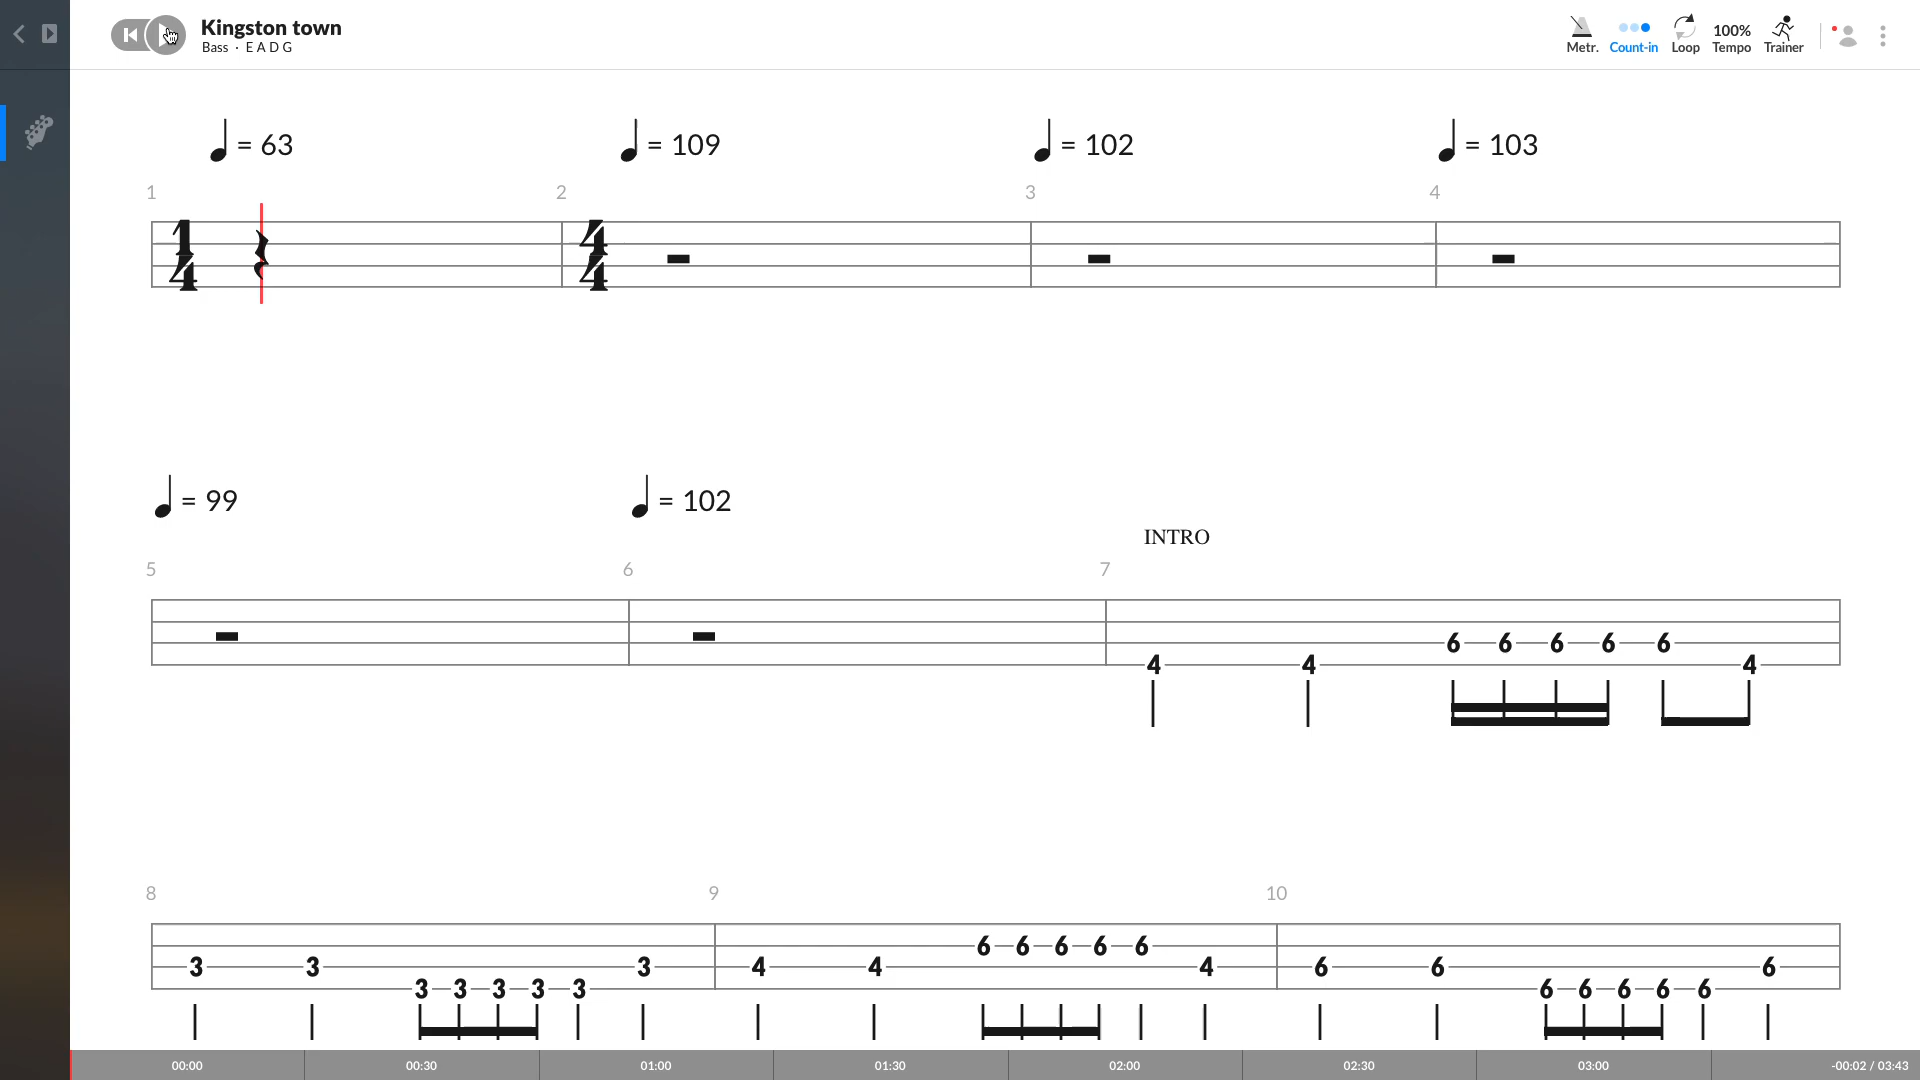 Kingston town
Bass · E A D G
Metr.
Count-in
Loop
100%
Tempo
Trainer
= 63
= 109
= 102
= 103
1
2
3
4
1
4
4
4
= 99
= 102
INTRO
5
6
7
6 6 6 6 6
4 4 4
8
9
10
6 6 6 6 6
3 3 3 4 4 4 6 6 6
3 3 3 3 3 6 6 6 6 6
00:00
00:30
01:00
01:30
02:00
02:30
03:00
-00:02 / 03:43